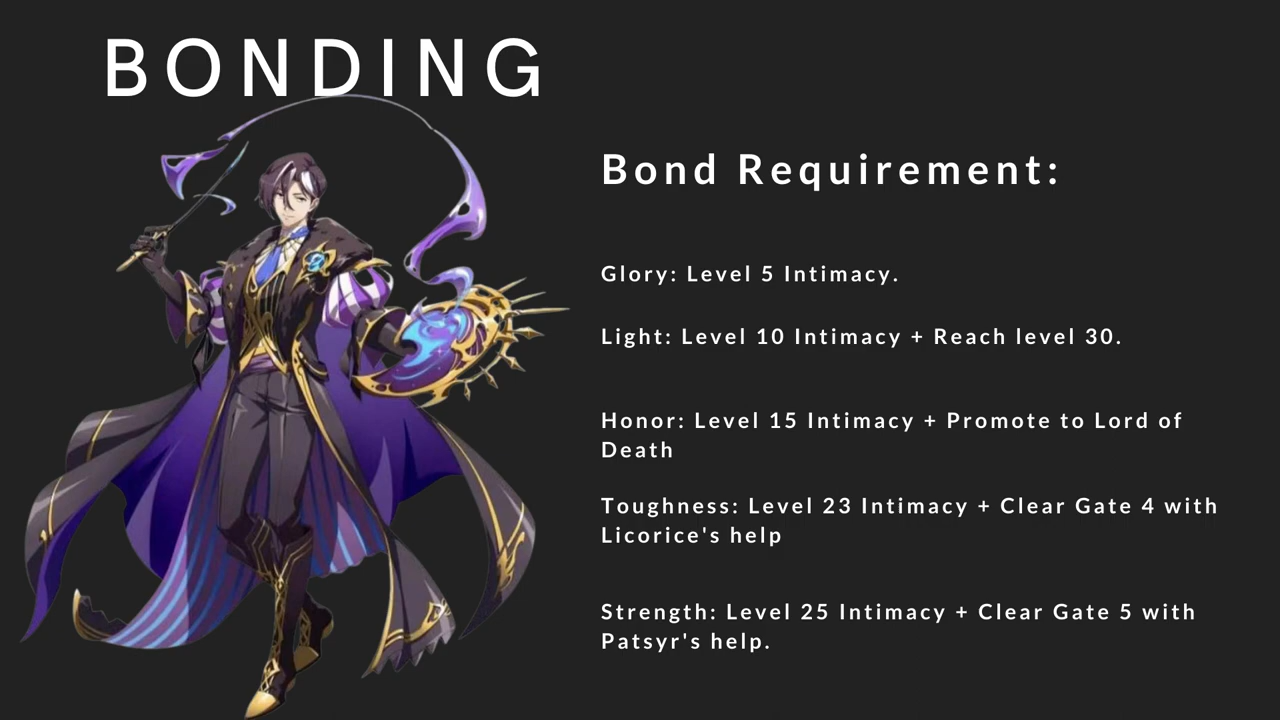 BONDING
Bond Requirement:
Glory: Level 5 Intimacy.
Light: Level 10 Intimacy + Reach level 30.
Honor: Level 15 Intimacy + Promote to Lord of
Death
Toughness: Level 23 Intimacy + Clear Gate 4 with
Licorice's help
Strength: Level 25 Intimacy + Clear Gate 5 with
Patsyr's help.